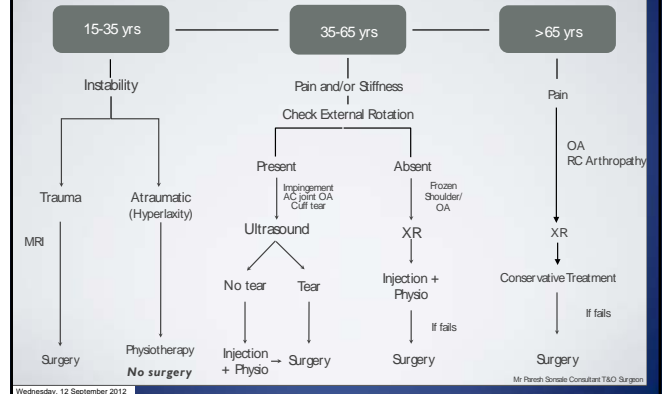 15-35 yrs
35-65 yrs
>65 yrs
Instability
Pain and/or Stiffness
Pain
Check External Rotation
OA
RC Arthropathy
Present
Absent
Trauma
Atraumatic
(Hyperlaxity)
Impingement
AC joint OA
Cuff tear
Frozen
Shoulder/
OA
MRI
Ultrasound
XR
XR
No tear
Tear
Injection +
Physio
Conservative Treatment
If fails
If fails
Surgery
Physiotherapy
No surgery
Injection
+ Physio
Surgery
Surgery
Surgery
Mr Paresh Sonsale Consultant T&O Surgeon
Wednesday, 12 September 2012